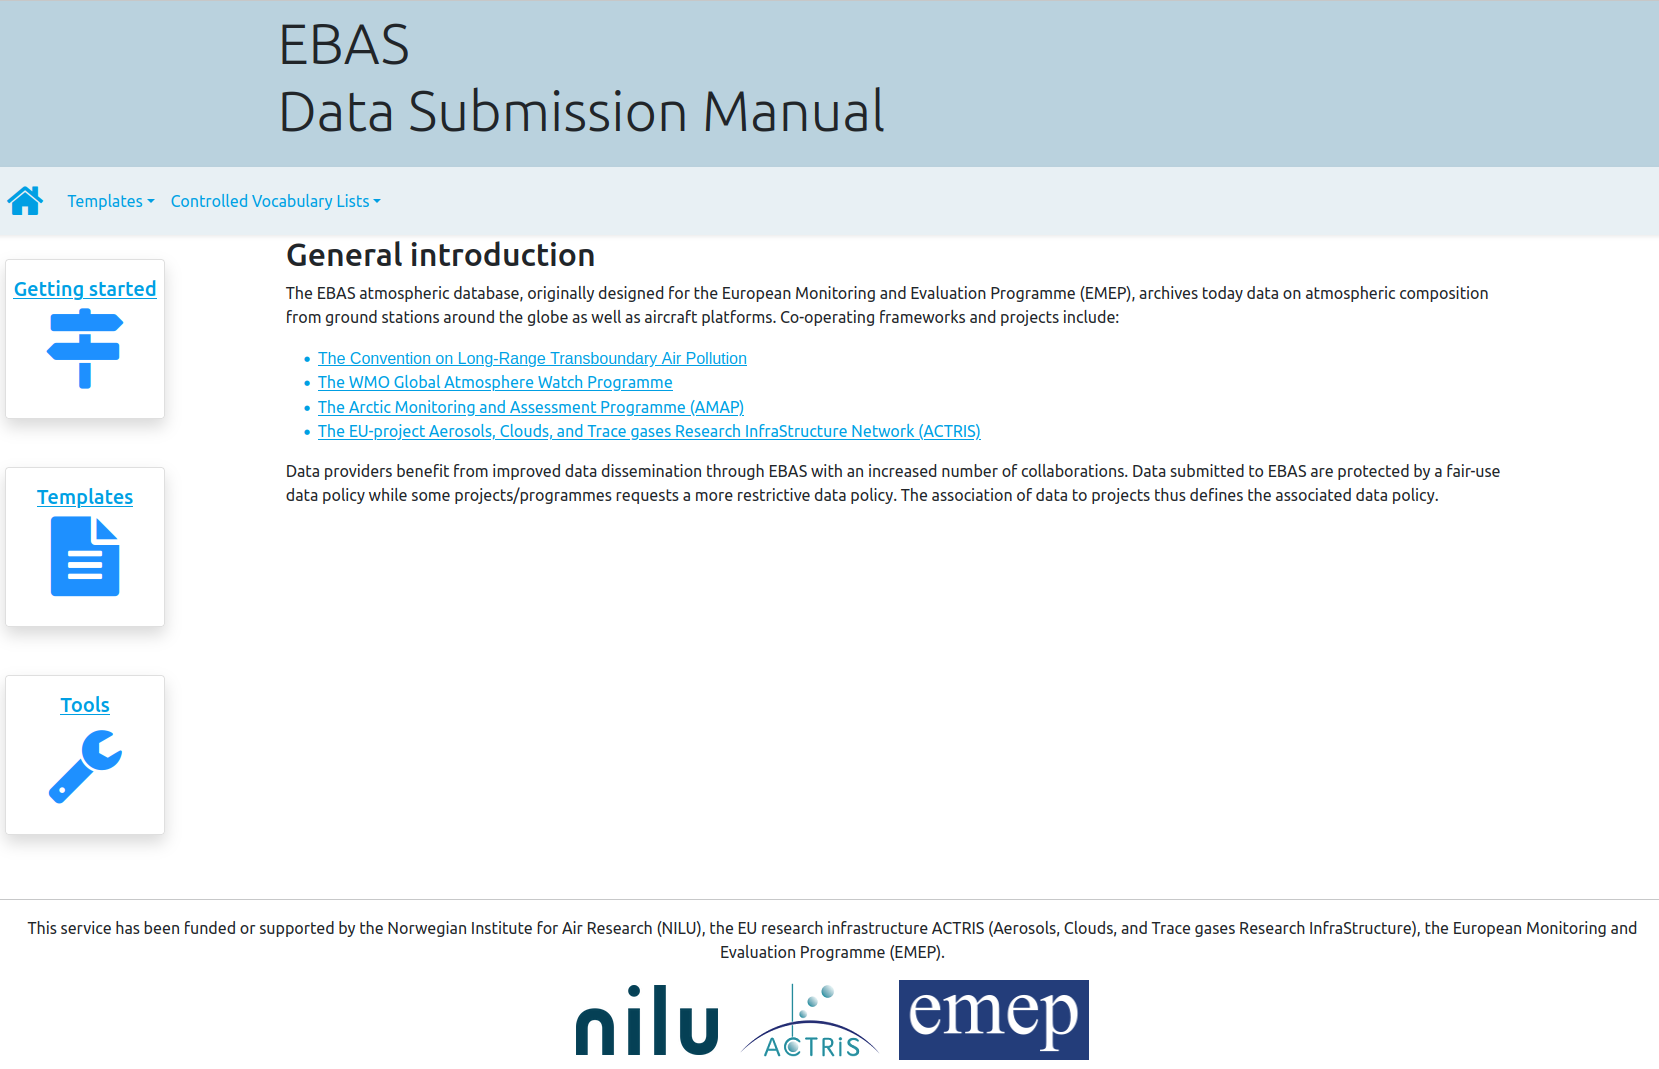 EBAS
Data Submission Manual
Templates
Controlled Vocabulary Lists
Getting started
Templates
Tools
General introduction
The EBAS atmospheric database, originally designed for the European Monitoring and Evaluation Programme (EMEP), archives today data on atmospheric composition
from ground stations around the globe as well as aircraft platforms. Co-operating frameworks and projects include:
• The Convention on Long-Range Transboundary Air Pollution
• The WMO Global Atmosphere Watch Programme
• The Arctic Monitoring and Assessment Programme (AMAP)
• The EU-project Aerosols, Clouds, and Trace gases Research InfraStructure Network (ACTRIS)
Data providers benefit from improved data dissemination through EBAS with an increased number of collaborations. Data submitted to EBAS are protected by a fair-use
data policy while some projects/programmes requests a more restrictive data policy. The association of data to projects thus defines the associated data policy.
This service has been funded or supported by the Norwegian Institute for Air Research (NILU), the EU research infrastructure ACTRIS (Aerosols, Clouds, and Trace gases Research InfraStructure), the European Monitoring and
Evaluation Programme (EMEP).
nilu
ACTRiS
emep